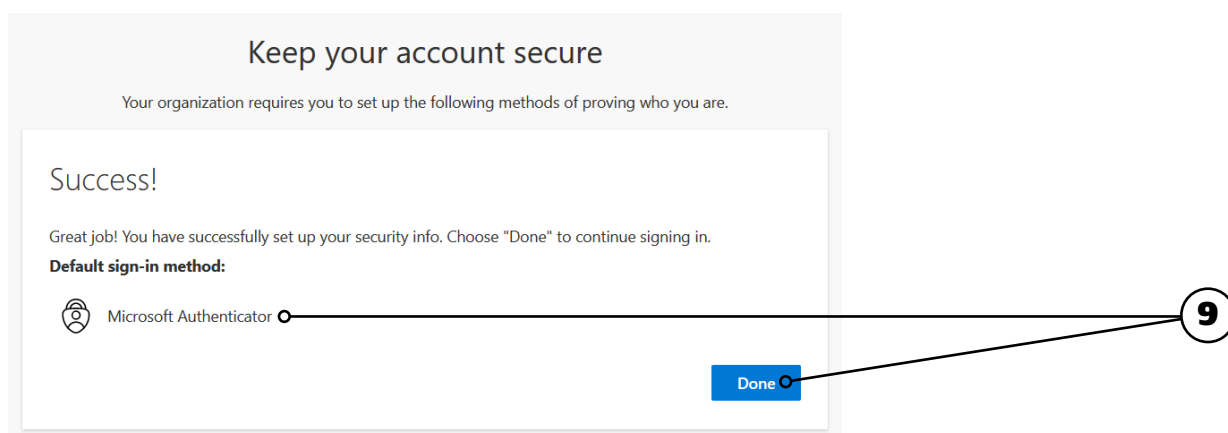 Keep your account secure
Your organization requires you to set up the following methods of proving who you are.
Success!
Great job! You have successfully set up your security info. Choose "Done" to continue signing in.
Default sign-in method:
Microsoft Authenticator
9
Done